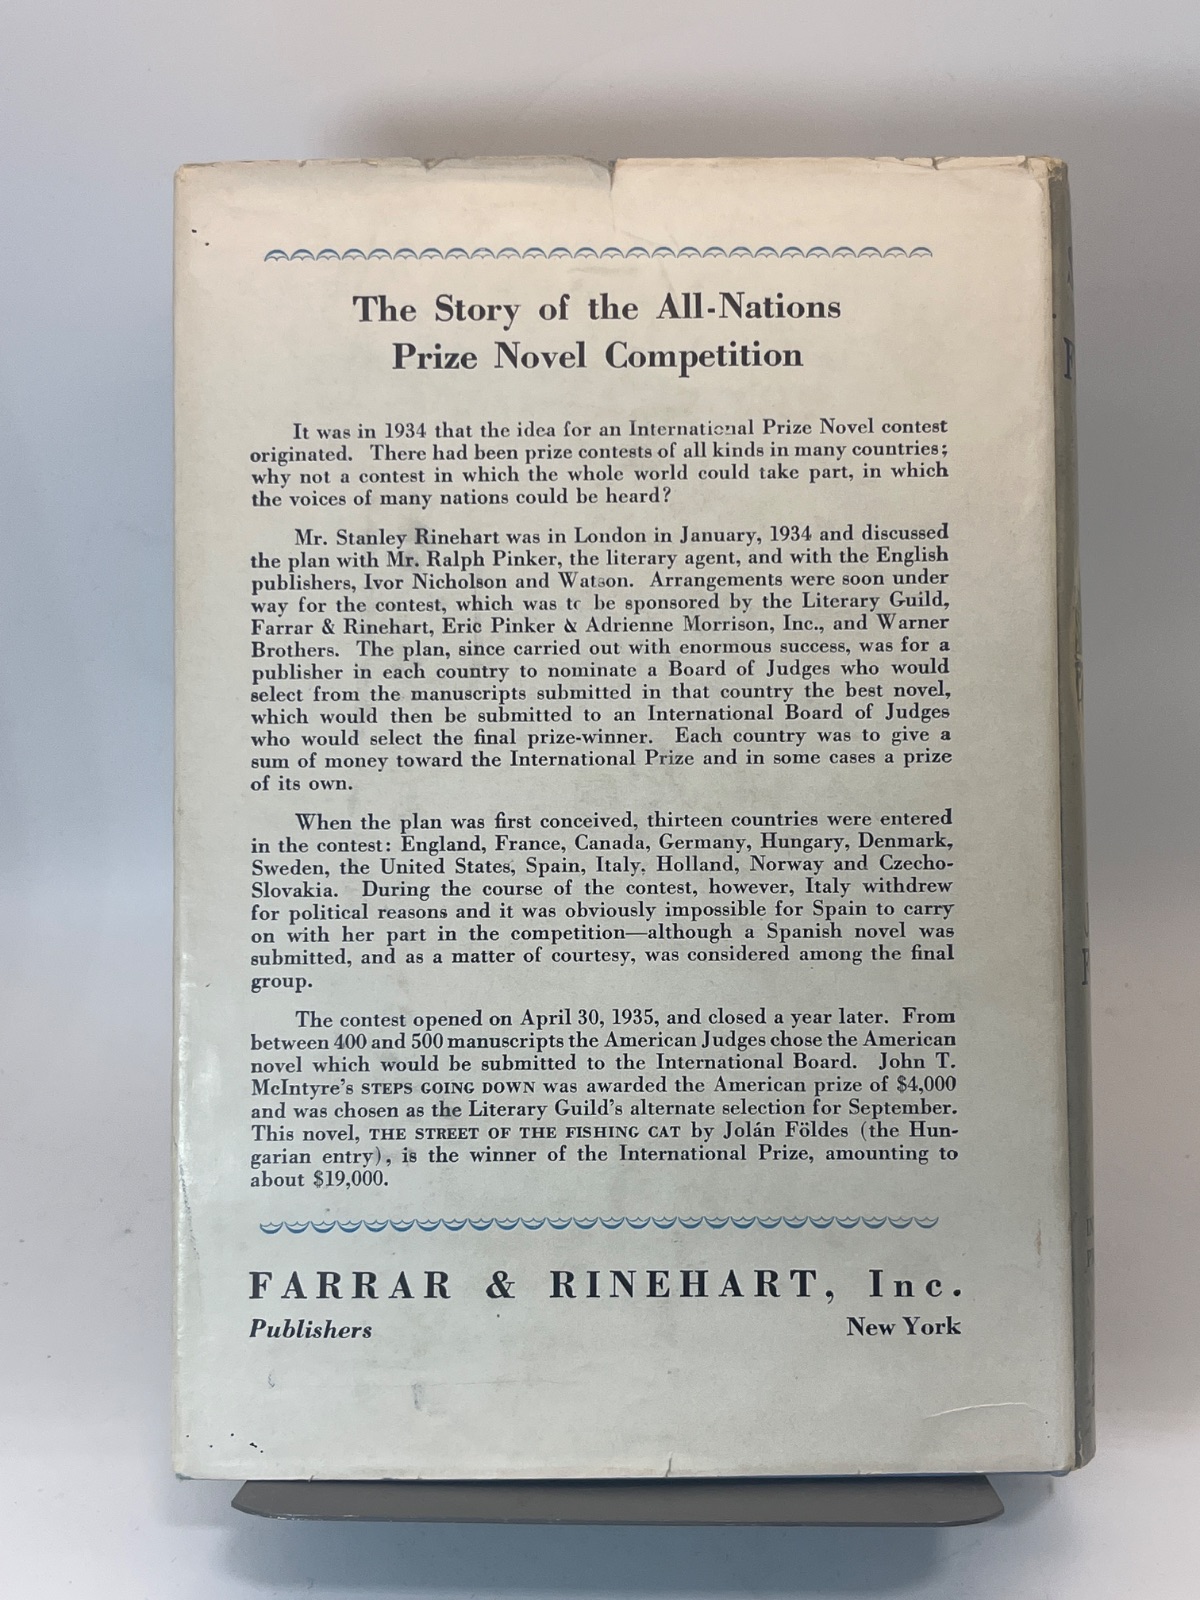 The Story of the All-Nations
Prize Novel Competition
It was in 1934 that the idea for an International Prize Novel contest
originated. There had been prize contests of all kinds in many countries;
why not a contest in which the whole world could take part, in which
the voices of many nations could be heard?
Mr. Stanley Rinehart was in London in January, 1934 and discussed
the plan with Mr. Ralph Pinker, the literary agent, and with the English
publishers, Ivor Nicholson and Watson. Arrangements were soon under
way for the contest, which was to be sponsored by the Literary Guild,
Farrar & Rinehart, Eric Pinker & Adrienne Morrison, Inc., and Warner
Brothers. The plan, since carried out with enormous success, was for a
publisher in each country to nominate a Board of Judges who would
select from the manuscripts submitted in that country the best novel,
which would then be submitted to an International Board of Judges
who would select the final prize-winner. Each country was to give a
sum of money toward the International Prize and in some cases a prize
of its own.
When the plan was first conceived, thirteen countries were entered
in the contest: England, France, Canada, Germany, Hungary, Denmark,
Sweden, the United States, Spain, Italy, Holland, Norway and Czecho-
Slovakia. During the course of the contest, however, Italy withdrew
for political reasons and it was obviously impossible for Spain to carry
on with her part in the competition—although a Spanish novel was
submitted, and as a matter of courtesy, was considered among the final
group.
The contest opened on April 30, 1935, and closed a year later. From
between 400 and 500 manuscripts the American Judges chose the American
novel which would be submitted to the International Board. John T.
McIntyre's STEPS GOING DOWN was awarded the American prize of $4,000
and was chosen as the Literary Guild's alternate selection for September.
This novel, THE STREET OF THE FISHING CAT by Jolán Földes (the Hun-
garian entry), is the winner of the International Prize, amounting to
about $19,000.
FARRAR & RINEHART, Inc.
Publishers New York